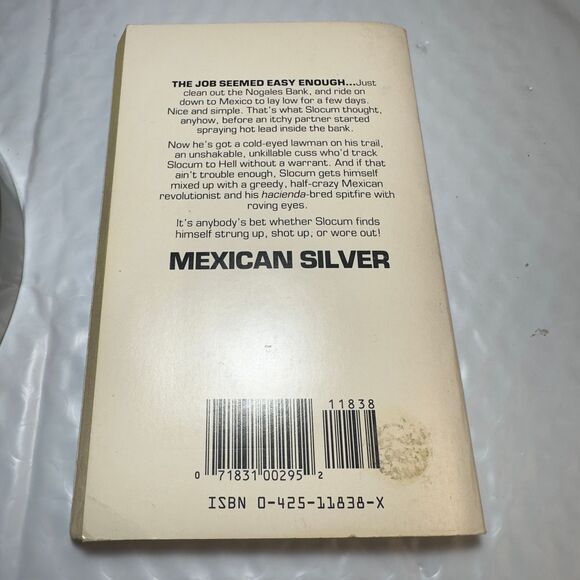 THE JOB SEEMED EASY ENOUGH...Just
clean out the Nogales Bank, and ride on
down to Mexico to lay low for a few days.
Nice and simple. That's what Slocum thought,
anyhow, before an itchy partner started
spraying hot lead inside the bank.
Now he's got a cold-eyed lawman on his trail,
an unshakable, unkillable cuss who'd track
Slocum to Hell without a warrant. And if that
ain't trouble enough, Slocum gets himself
mixed up with a greedy, half-crazy Mexican
revolutionist and his hacienda-bred spitfire with
roving eyes.
It's anybody's bet whether Slocum finds
himself strung up, shot up, or wore out!
MEXICAN SILVER
11838
0 71831 00295 2
ISBN 0-425-11838-X